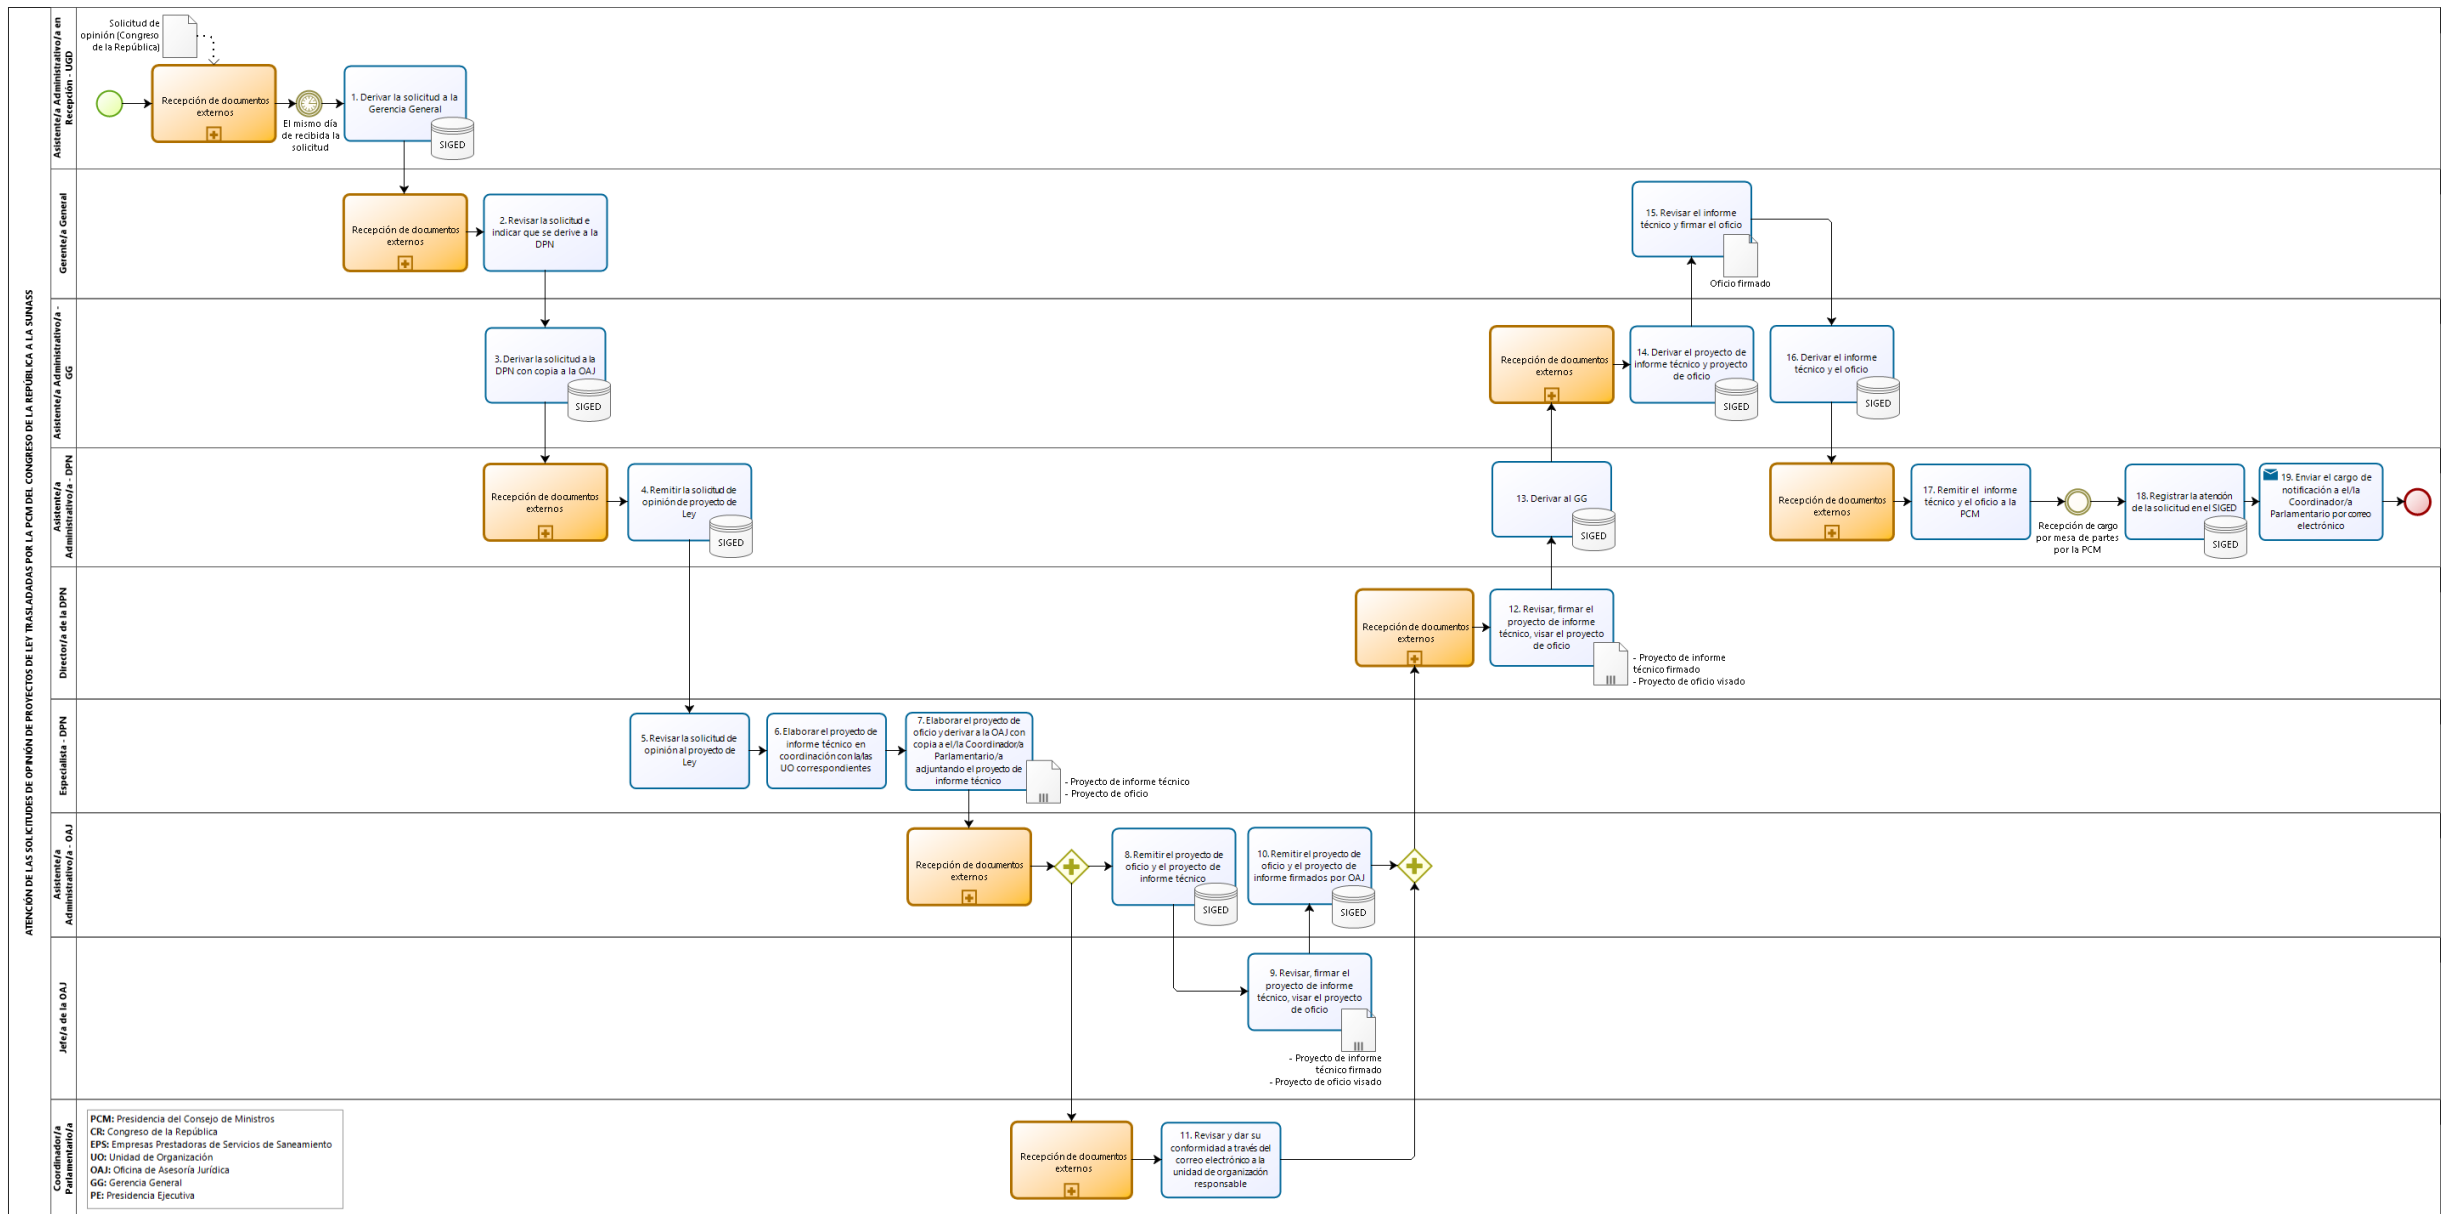 ATENCIÓN DE LAS SOLICITUDES DE OPINIÓN DE PROYECTOS DE LEY TRASLADADAS POR LA PCM DEL CONGRESO DE LA REPÚBLICA A LA SUNASS
Asistente/a Administrativo/a en
Recepción - UGD
Solicitud de
opinión (Congreso
de la República)
Recepción de documentos
externos
El mismo día
de recibida la
solicitud
1. Derivar la solicitud a la
Gerencia General
SIGED
Gerente/a General
Recepción de documentos
externos
2. Revisar la solicitud e
indicar que se derive a la
DPN
15. Revisar el informe
técnico y firmar el oficio
Oficio firmado
Asistente/a Administrativo/a -
GG
3. Derivar la solicitud a la
DPN con copia a la OAJ
SIGED
Recepción de documentos
externos
14. Derivar el proyecto de
informe técnico y proyecto
de oficio
SIGED
16. Derivar el informe
técnico y el oficio
SIGED
Asistente/a
Administrativo/a - DPN
Recepción de documentos
externos
4. Remitir la solicitud de
opinión de proyecto de
Ley
SIGED
13. Derivar al GG
SIGED
Recepción de documentos
externos
17. Remitir el informe
técnico y el oficio a la
PCM
Recepción de cargo
por mesa de partes
por la PCM
18. Registrar la atención
de la solicitud en el SIGED
SIGED
19. Enviar el cargo de
notificación a el/la
Coordinador/a
Parlamentario por correo
electrónico
Director/a de la DPN
Recepción de documentos
externos
12. Revisar, firmar el
proyecto de informe
técnico, visar el proyecto
de oficio
- Proyecto de informe
técnico firmado
- Proyecto de oficio visado
Especialista - DPN
5. Revisar la solicitud de
opinión al proyecto de
Ley
6. Elaborar el proyecto de
informe técnico en
coordinación con la/las
UO correspondientes
7. Elaborar el proyecto de
oficio y derivar a la OAJ con
copia a el/la Coordinador/a
Parlamentario/a
adjuntando el proyecto de
informe técnico
- Proyecto de informe técnico
- Proyecto de oficio
Asistente/a
Administrativo/a - OAJ
Recepción de documentos
externos
8. Remitir el proyecto de
oficio y el proyecto de
informe técnico
SIGED
10. Remitir el proyecto de
oficio y el proyecto de
informe firmados por OAJ
SIGED
Jefe/a de la OAJ
9. Revisar, firmar el
proyecto de informe
técnico, visar el proyecto
de oficio
- Proyecto de informe
técnico firmado
- Proyecto de oficio visado
Coordinador/a
Parlamentario/a
PCM: Presidencia del Consejo de Ministros
CR: Congreso de la República
EPS: Empresas Prestadoras de Servicios de Saneamiento
UO: Unidad de Organización
OAJ: Oficina de Asesoría Jurídica
GG: Gerencia General
PE: Presidencia Ejecutiva
Recepción de documentos
externos
11. Revisar y dar su
conformidad a través del
correo electrónico a la
unidad de organización
responsable